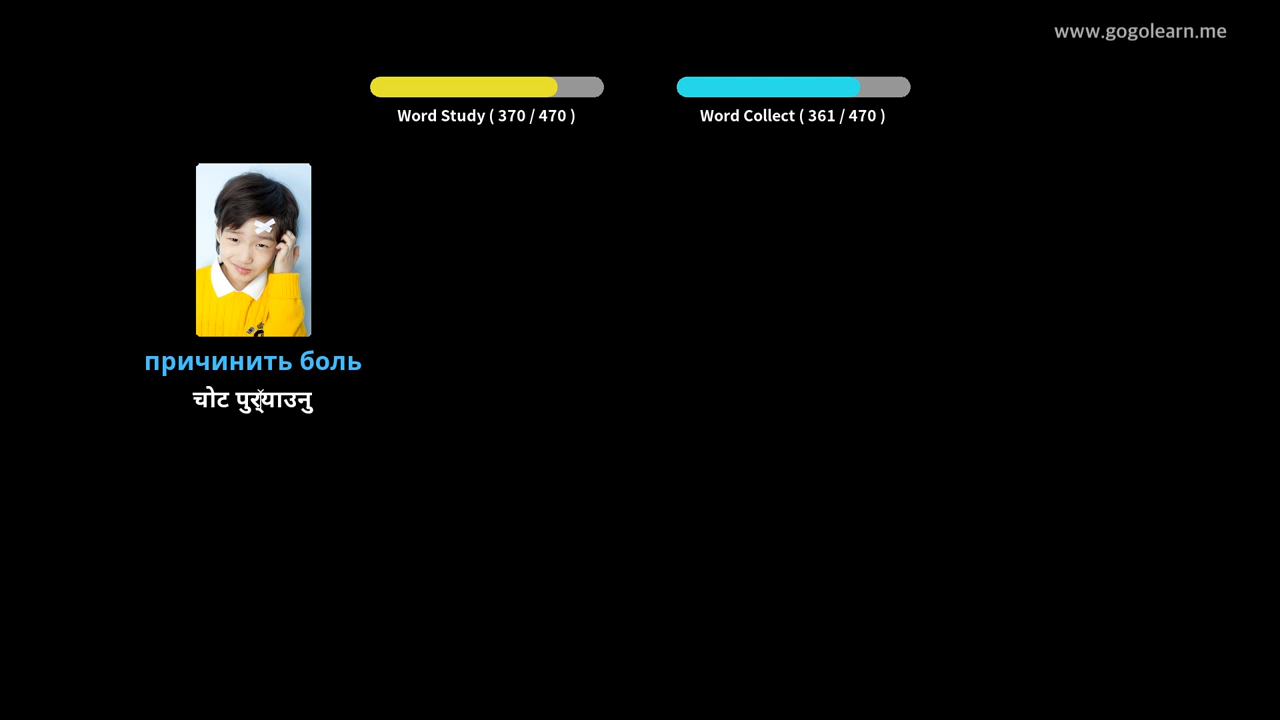 www.gogolearn.me
Word Study ( 370 / 470 )
Word Collect ( 361 / 470 )
причинить боль
चोट पुर्‍याउनु